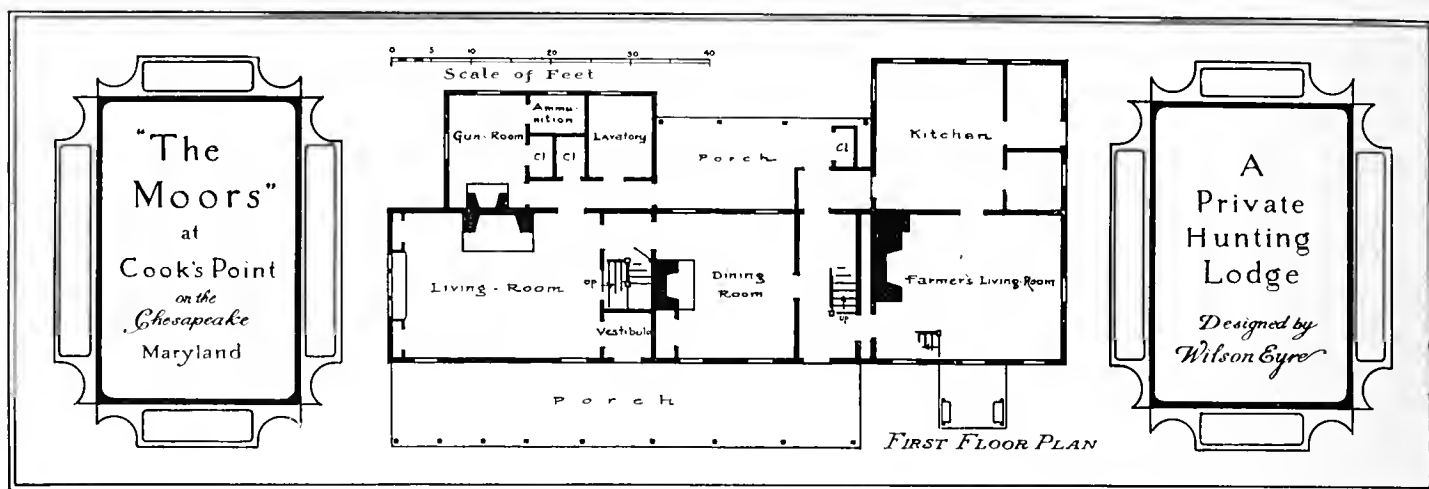 "The
Moors"
at
Cook's Point
on the
Chesapeake
Maryland
0 5 10 20 30 40
Scale of Feet
Gun-Room
Ammu-
nition
Cl
Cl
Lavatory
Porch
Cl
Kitchen
Living-Room
UP
Vestibule
Dining
Room
UP
Farmer's Living-Room
Porch
FIRST FLOOR PLAN
A
Private
Hunting
Lodge
Designed by
Wilson Eyre